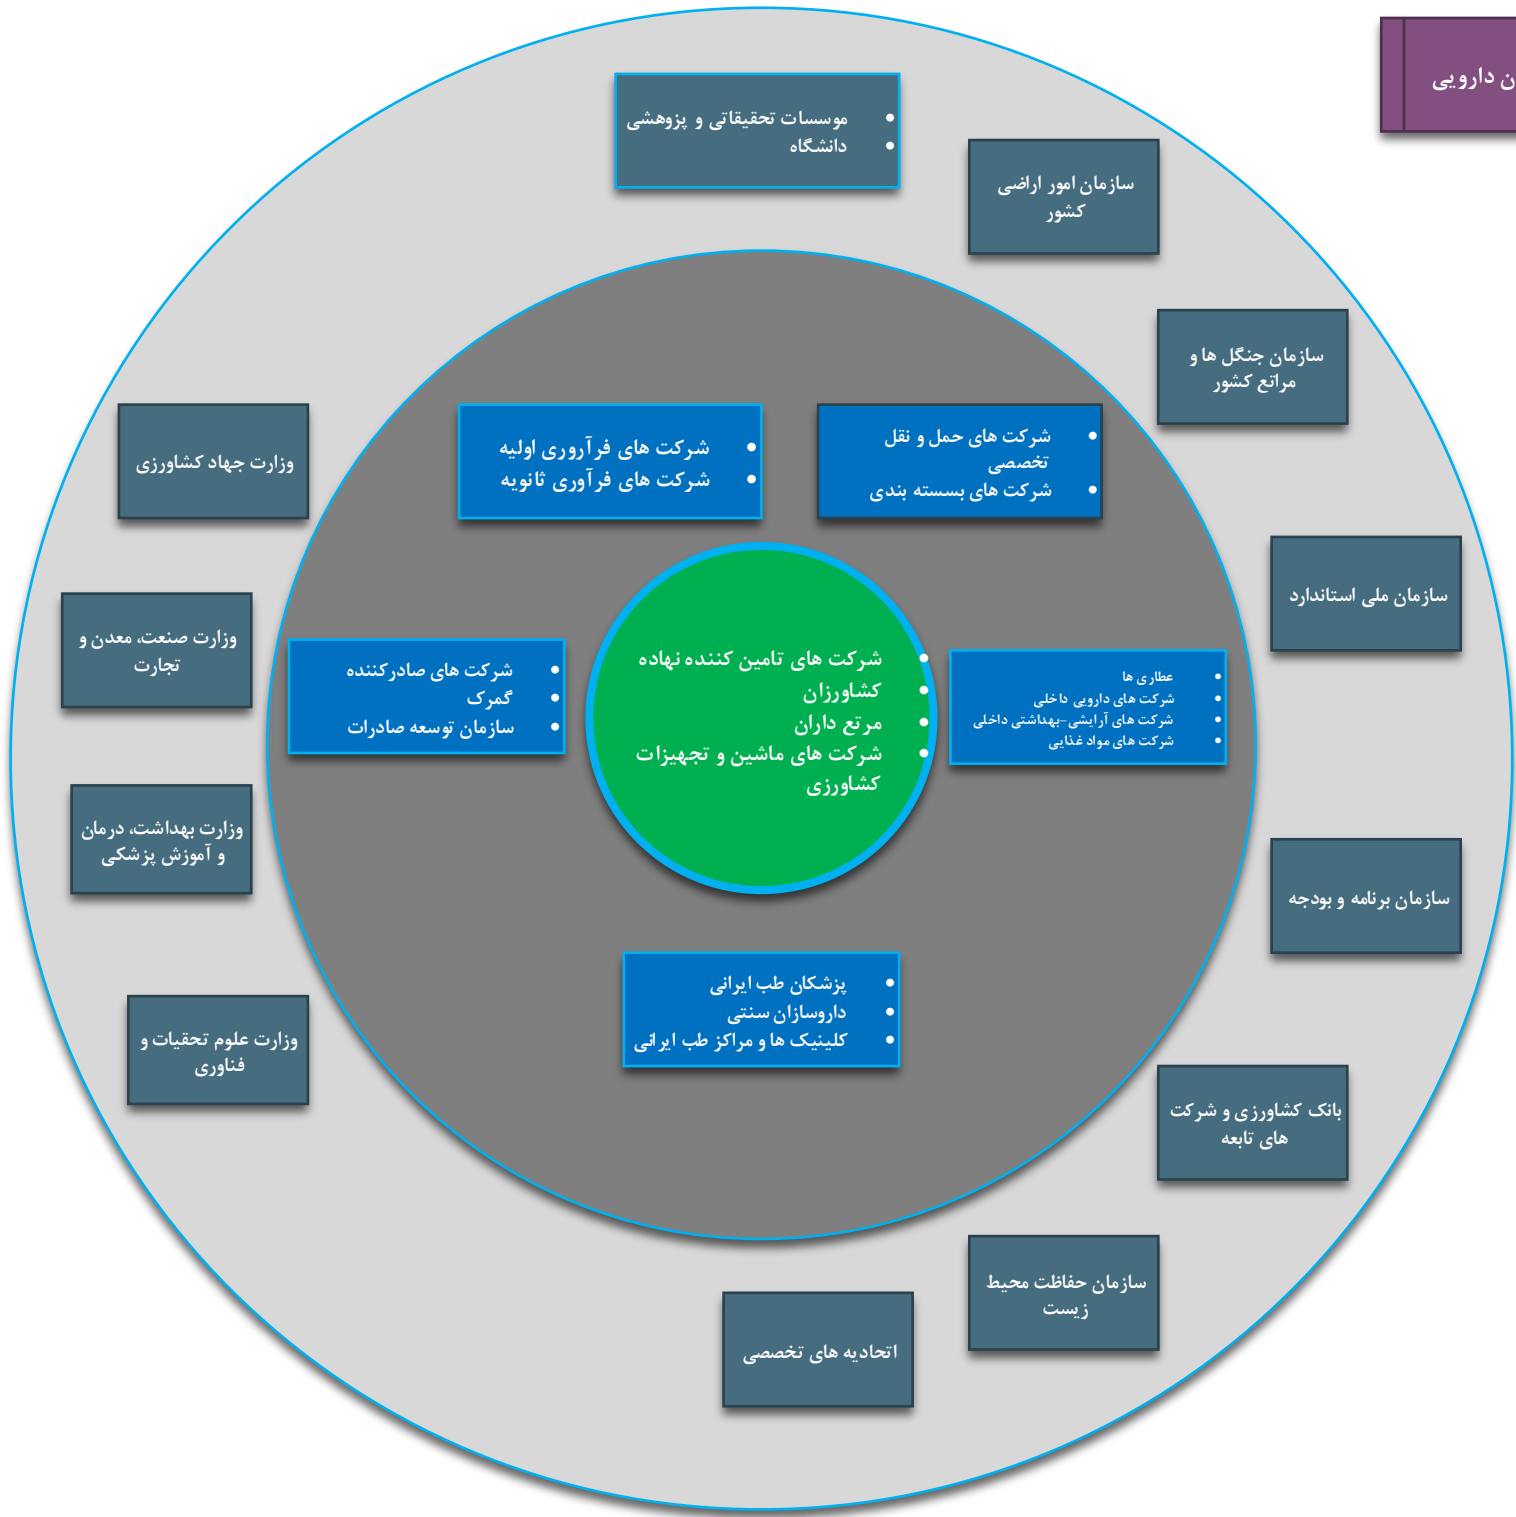 ن دارویی
موسسات تحقیقاتی و پزوهشی
دانشگاه
سازمان امور اراضی
کشور
سازمان جنگل ها و
مراتع کشور
شرکت های حمل و نقل
تخصصی
شرکت های بسسته بندی
شرکت های فرآروری اولیه
شرکت های فرآوری ثانویه
وزارت جهاد کشاورزی
سازمان ملی استاندارد
وزارت صنعت، معدن و
تجارت
عطاری ها
شرکت های دارویی داخلی
شرکت های آرایشی-بهداشتی داخلی
شرکت های مواد غذایی
شرکت های تامین کننده نهاده
کشاورزان
مرتع داران
شرکت های ماشین و تجهیزات
کشاورزی
شرکت های صادرکننده
گمرک
سازمان توسعه صادرات
وزارت بهداشت، درمان
و آموزش پزشکی
سازمان برنامه و بودجه
پزشکان طب ایرانی
داروسازان سنتی
کلینیک ها و مراکز طب ایرانی
وزارت علوم تحقیات و
فناوری
بانک کشاورزی و شرکت
های تابعه
سازمان حفاظت محیط
زیست
اتحادیه های تخصصی